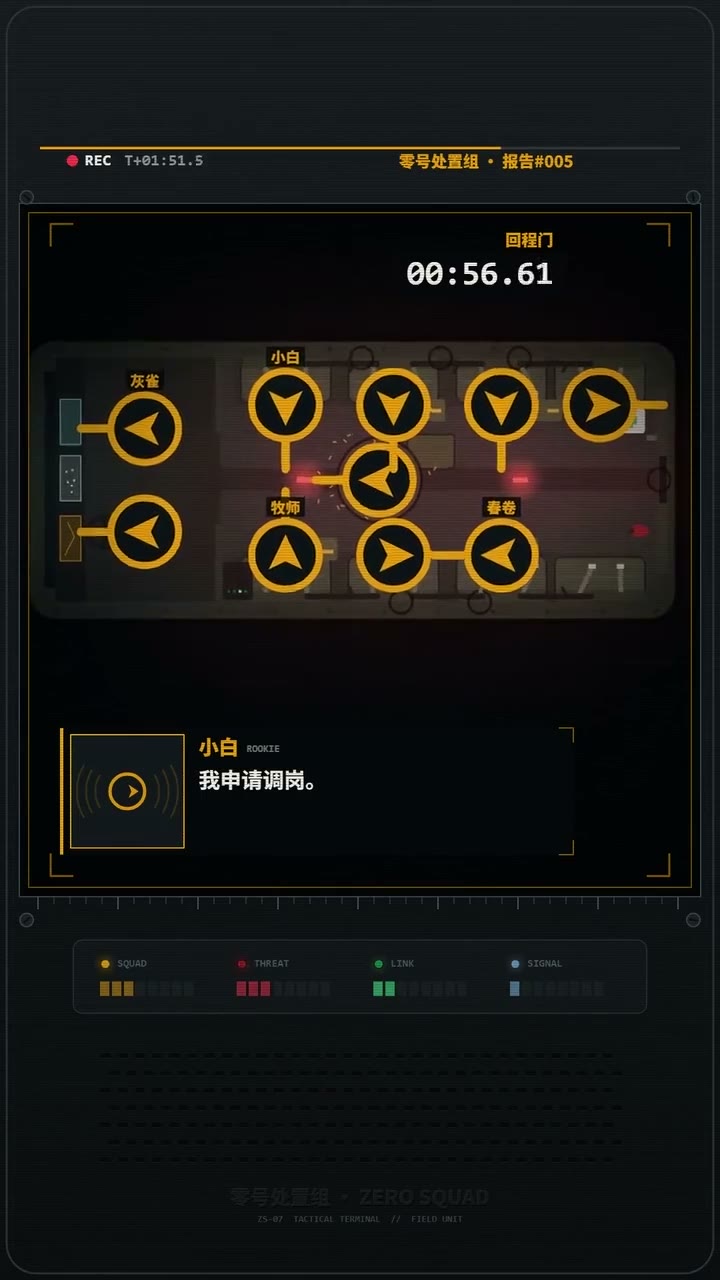 REC T+01:51.5
零号处置组 • 报告#005
回程门
00:56.61
小白
灰雀
牧师
春卷
小白 ROOKIE
我申请调岗。
SQUAD THREAT LINK SIGNAL
零号处置组 • ZERO SQUAD
ZS-07 TACTICAL TERMINAL // FIELD UNIT